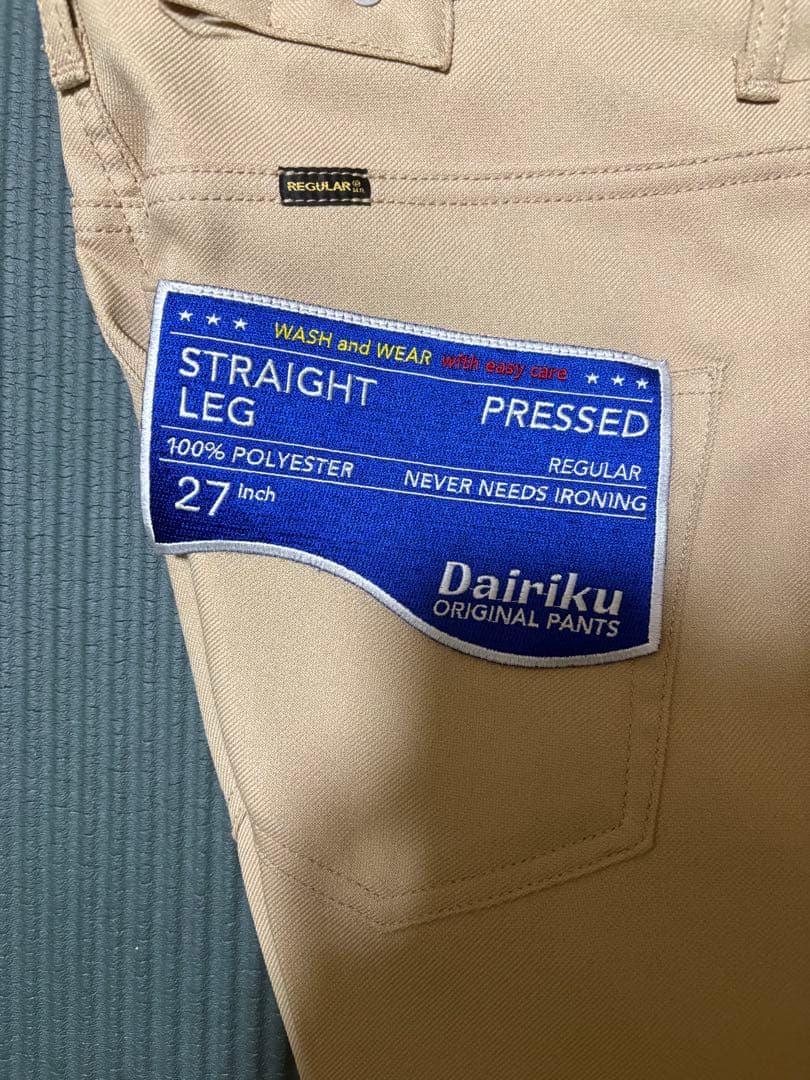 REGULAR
★ ★ ★ WASH and WEAR with easy care ★ ★ ★
STRAIGHT
LEG
PRESSED
100% POLYESTER
REGULAR
NEVER NEEDS IRONING
27 Inch
Dairiku
ORIGINAL PANTS